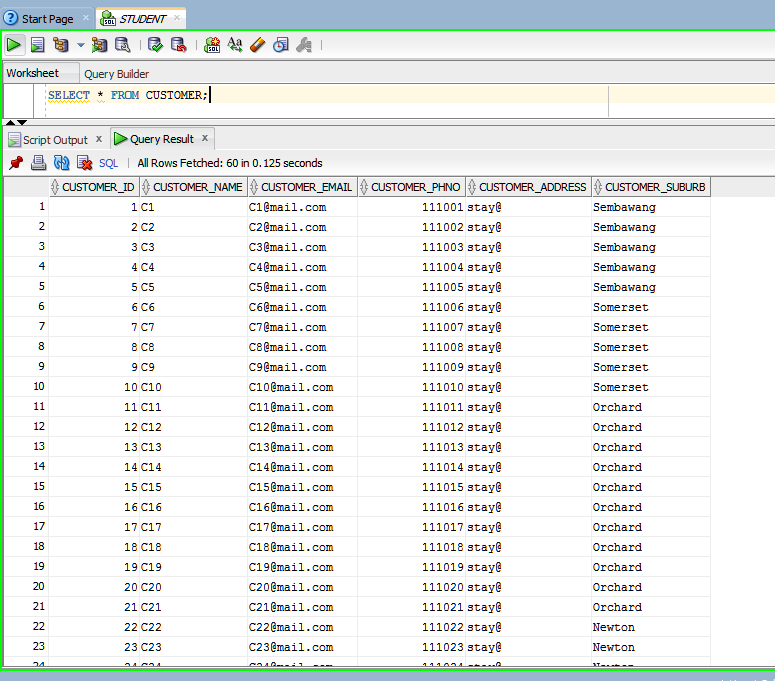 Start Page STUDENT
Worksheet Query Builder
SELECT * FROM CUSTOMER;
Script Output x Query Result x
SQL All Rows Fetched: 60 in 0.125 seconds
CUSTOMER_ID CUSTOMER_NAME CUSTOMER_EMAIL CUSTOMER_PHNO CUSTOMER_ADDRESS CUSTOMER_SUBURB
1 1 C1 C1@mail.com 111001 stay@ Sembawang
2 2 C2 C2@mail.com 111002 stay@ Sembawang
3 3 C3 C3@mail.com 111003 stay@ Sembawang
4 4 C4 C4@mail.com 111004 stay@ Sembawang
5 5 C5 C5@mail.com 111005 stay@ Sembawang
6 6 C6 C6@mail.com 111006 stay@ Somerset
7 7 C7 C7@mail.com 111007 stay@ Somerset
8 8 C8 C8@mail.com 111008 stay@ Somerset
9 9 C9 C9@mail.com 111009 stay@ Somerset
10 10 C10 C10@mail.com 111010 stay@ Somerset
11 11 C11 C11@mail.com 111011 stay@ Orchard
12 12 C12 C12@mail.com 111012 stay@ Orchard
13 13 C13 C13@mail.com 111013 stay@ Orchard
14 14 C14 C14@mail.com 111014 stay@ Orchard
15 15 C15 C15@mail.com 111015 stay@ Orchard
16 16 C16 C16@mail.com 111016 stay@ Orchard
17 17 C17 C17@mail.com 111017 stay@ Orchard
18 18 C18 C18@mail.com 111018 stay@ Orchard
19 19 C19 C19@mail.com 111019 stay@ Orchard
20 20 C20 C20@mail.com 111020 stay@ Orchard
21 21 C21 C21@mail.com 111021 stay@ Orchard
22 22 C22 C22@mail.com 111022 stay@ Newton
23 23 C23 C23@mail.com 111023 stay@ Newton